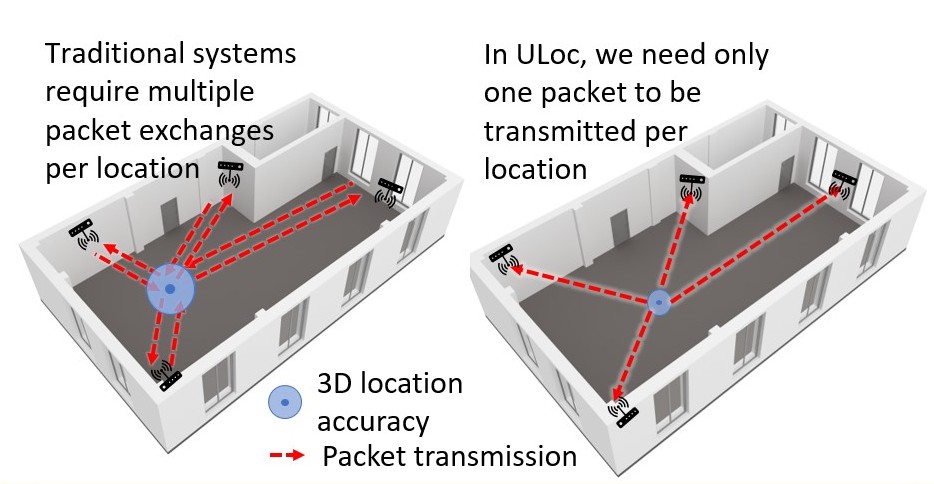 Traditional systems
require multiple
packet exchanges
per location
In ULoc, we need only
one packet to be
transmitted per
location
3D location
accuracy
Packet transmission